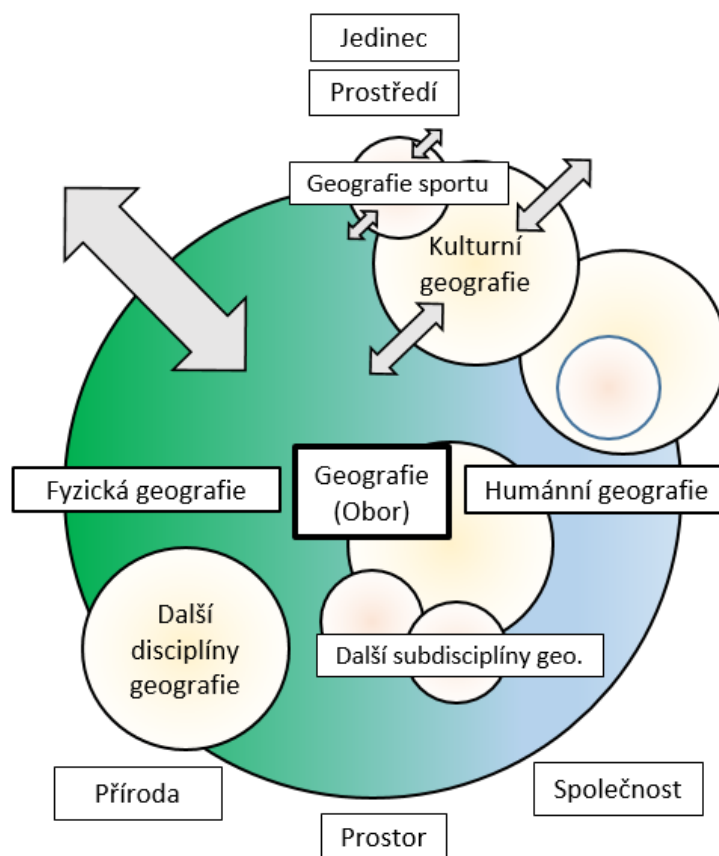 Jedinec
Prostředí
Geografie sportu
Kulturní
geografie
Fyzická geografie
Geografie
(Obor)
Humánní geografie
Další
disciplíny
geografie
Další subdisciplíny geo.
Příroda
Společnost
Prostor